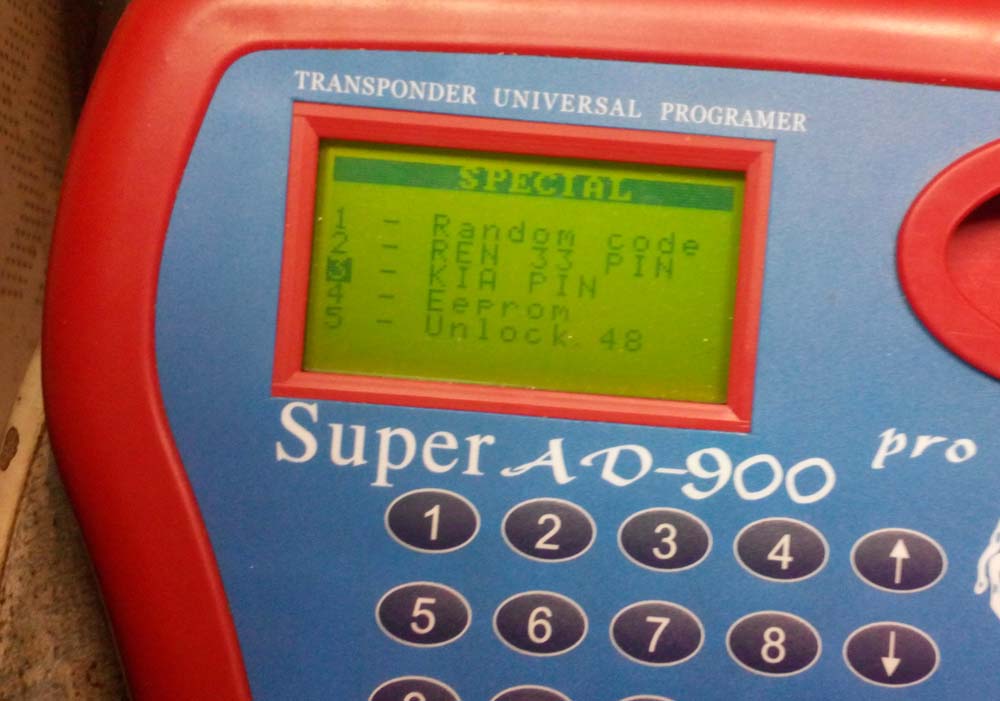 TRANSPONDER UNIVERSAL PROGRAMER
SPECIAL
1 - Random code
2 - REN 33 PIN
3 - KIA PIN
4 - Eeprom
5 - Unlock 48
Super AD-900 pro
1 2 3 4 ↑
5 6 7 8 ↓